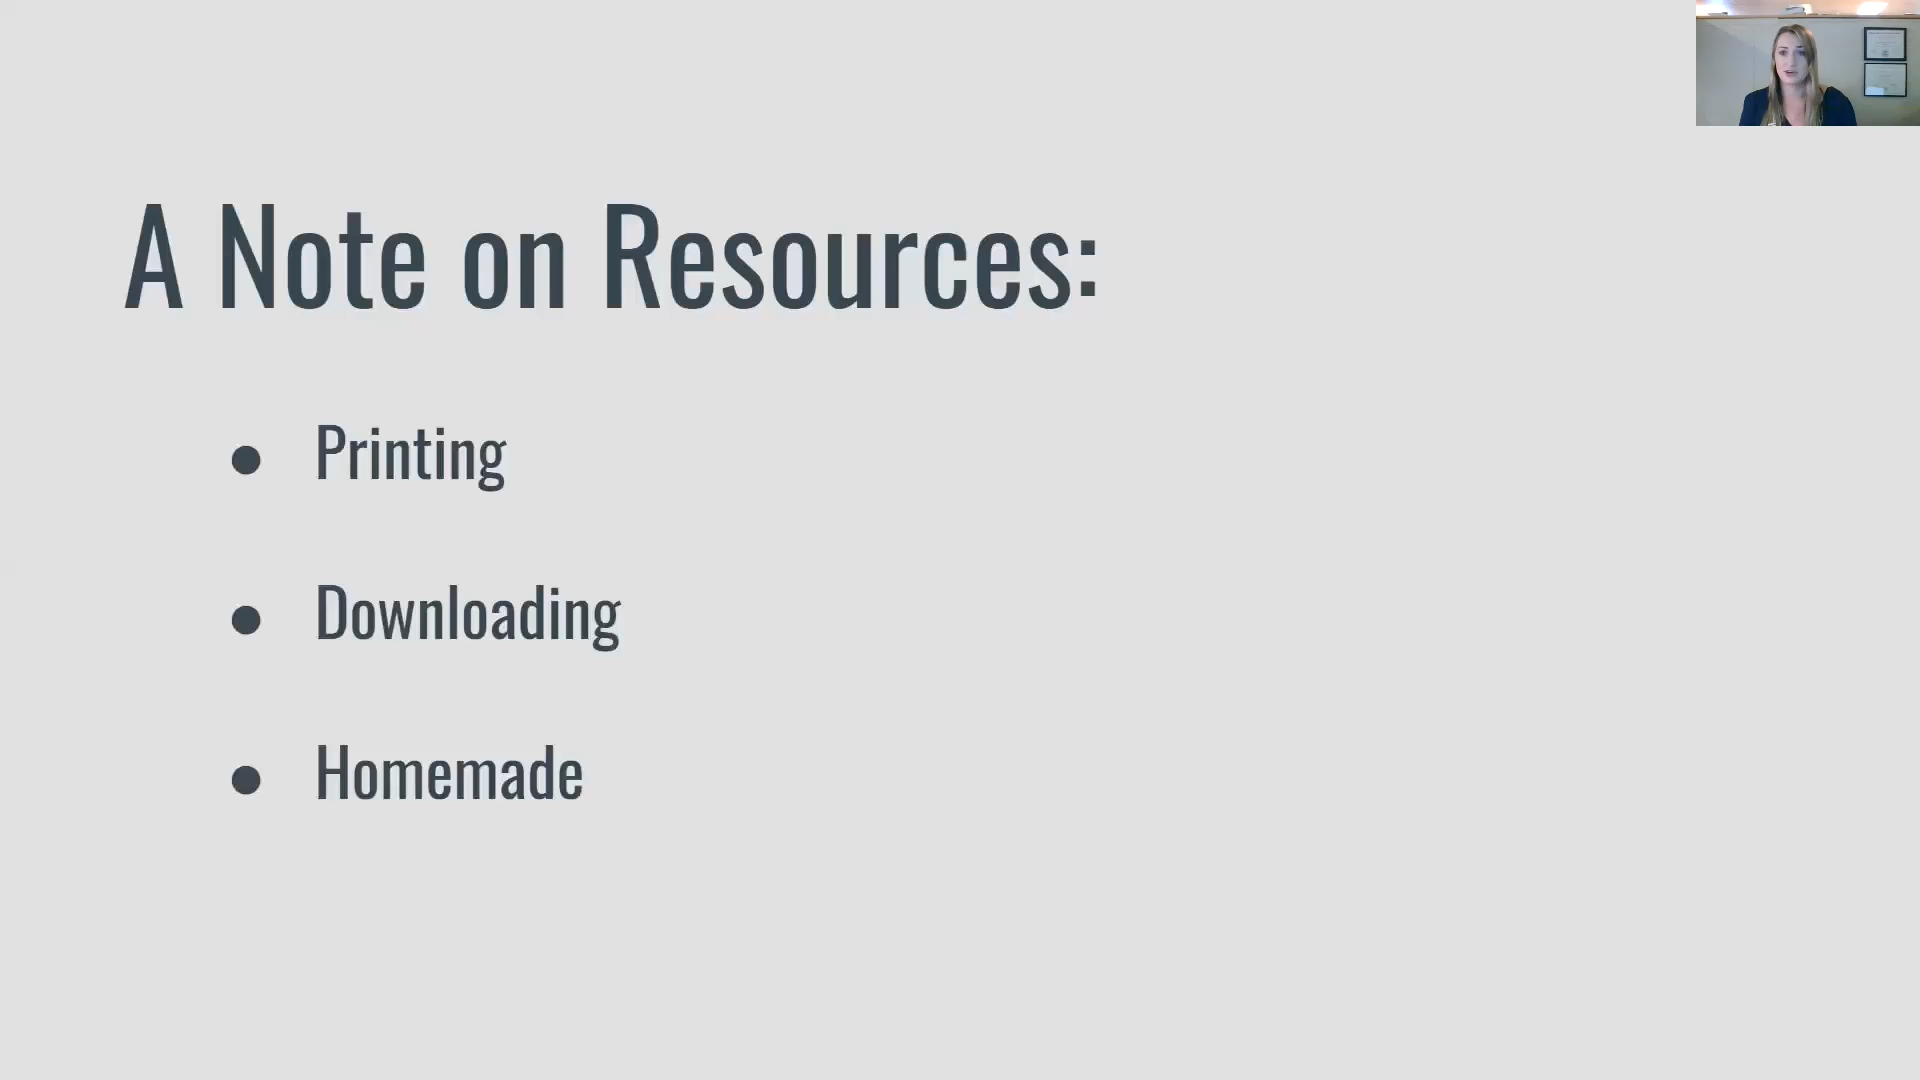 A Note on Resources:
● Printing
● Downloading
● Homemade